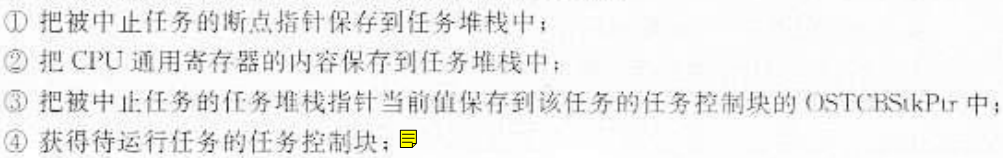 ① 把被中止任务的断点指针保存到任务堆栈中；
② 把 CPU 通用寄存器的内容保存到任务堆栈中；
③ 把被中止任务的任务堆栈指针当前值保存到该任务的任务控制块的 OSTCBStkPtr 中；
④ 获得待运行任务的任务控制块；